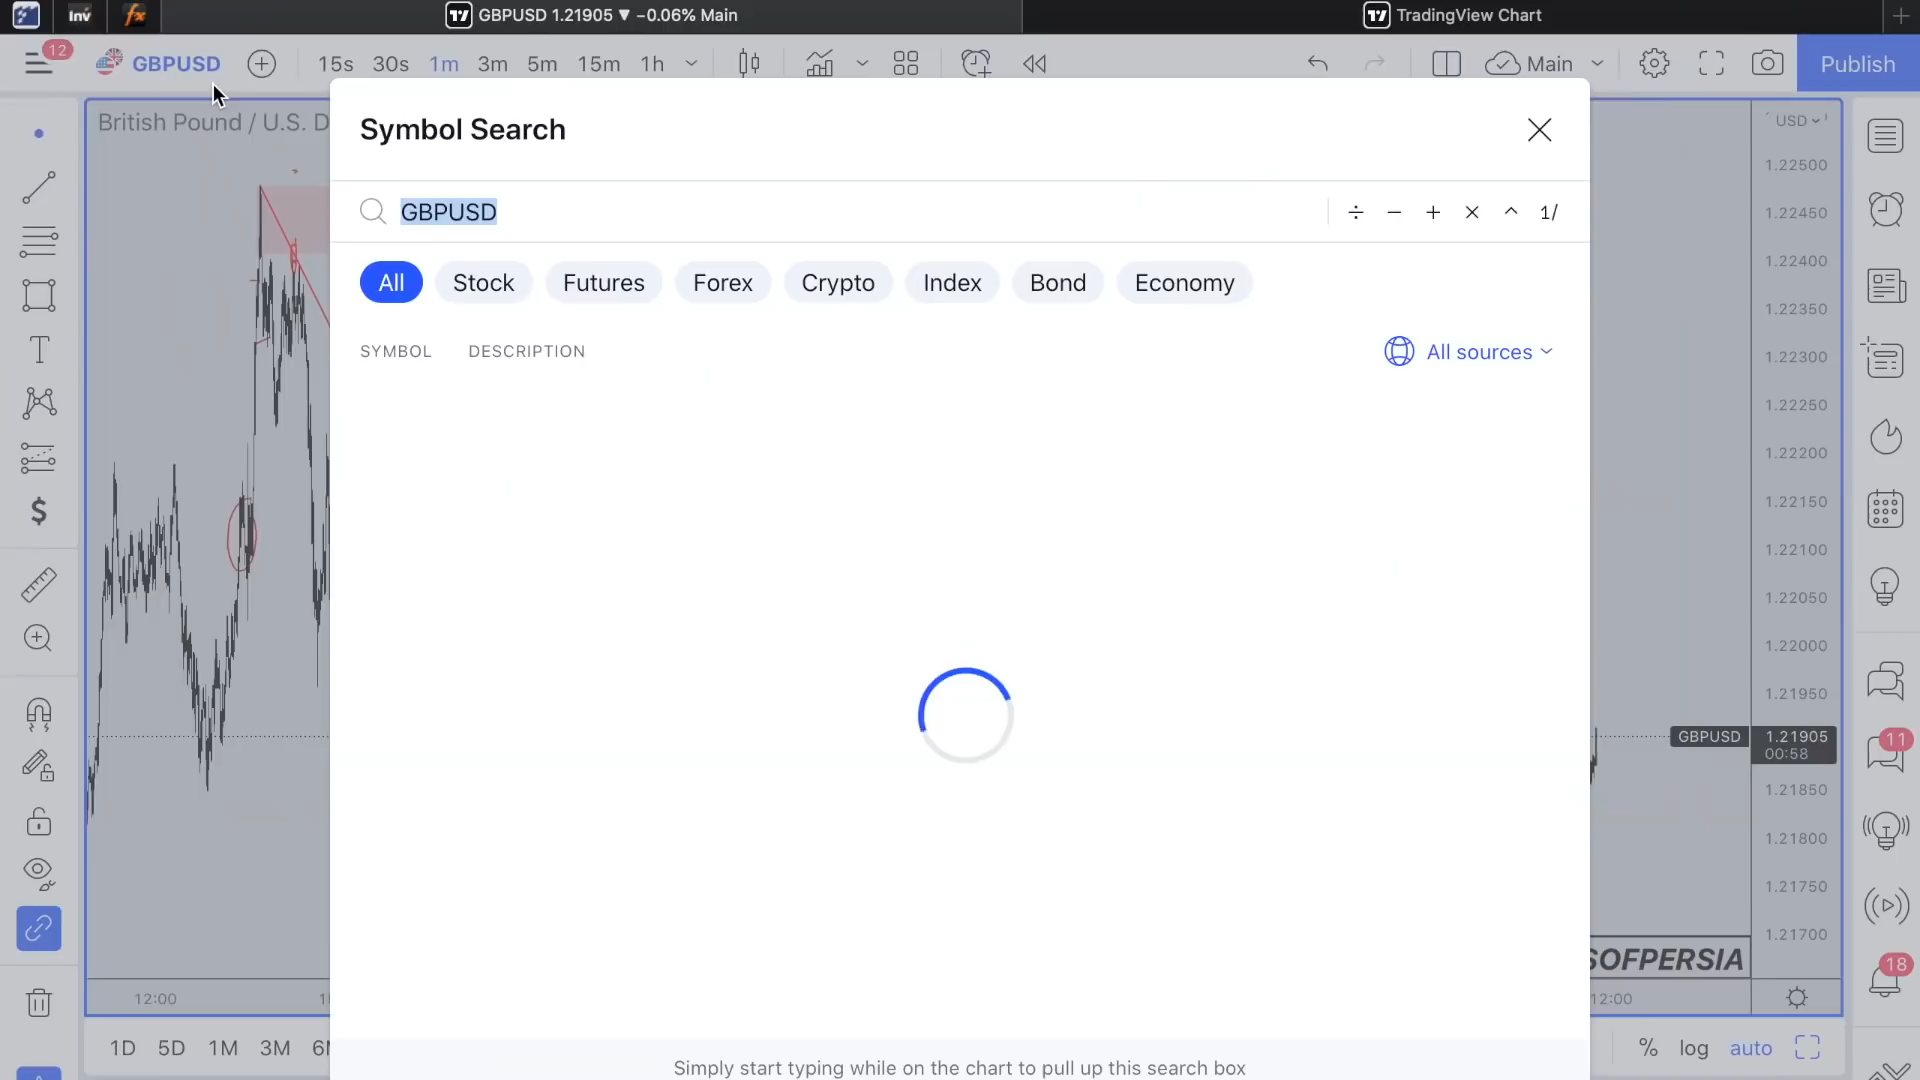 Inv
fx
GBPUSD 1.21905 ▼ −0.06% Main
TradingView Chart
12
GBPUSD
15s 30s 1m 3m 5m 15m 1h
Main
Publish
British Pound / U.S. D
Symbol Search
GBPUSD
÷ − + × ^ 1/
All Stock Futures Forex Crypto Index Bond Economy
SYMBOL DESCRIPTION
All sources
USD
1.22500
1.22450
1.22400
1.22350
1.22300
1.22250
1.22200
1.22150
1.22100
1.22050
1.22000
1.21950
GBPUSD 1.21905
00:58
1.21850
1.21800
1.21750
1.21700
11
18
SOFPERSIA
12:00
12:00
1D 5D 1M 3M 6M
% log auto
Simply start typing while on the chart to pull up this search box